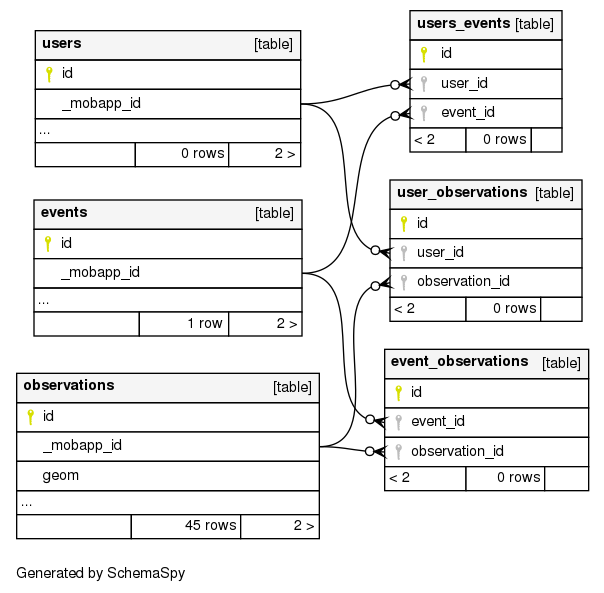 users [table]
id
_mobapp_id
...
0 rows 2 >
events [table]
id
_mobapp_id
...
1 row 2 >
observations [table]
id
_mobapp_id
geom
...
45 rows 2 >
users_events [table]
id
user_id
event_id
< 2 0 rows
user_observations [table]
id
user_id
observation_id
< 2 0 rows
event_observations [table]
id
event_id
observation_id
< 2 0 rows
Generated by SchemaSpy